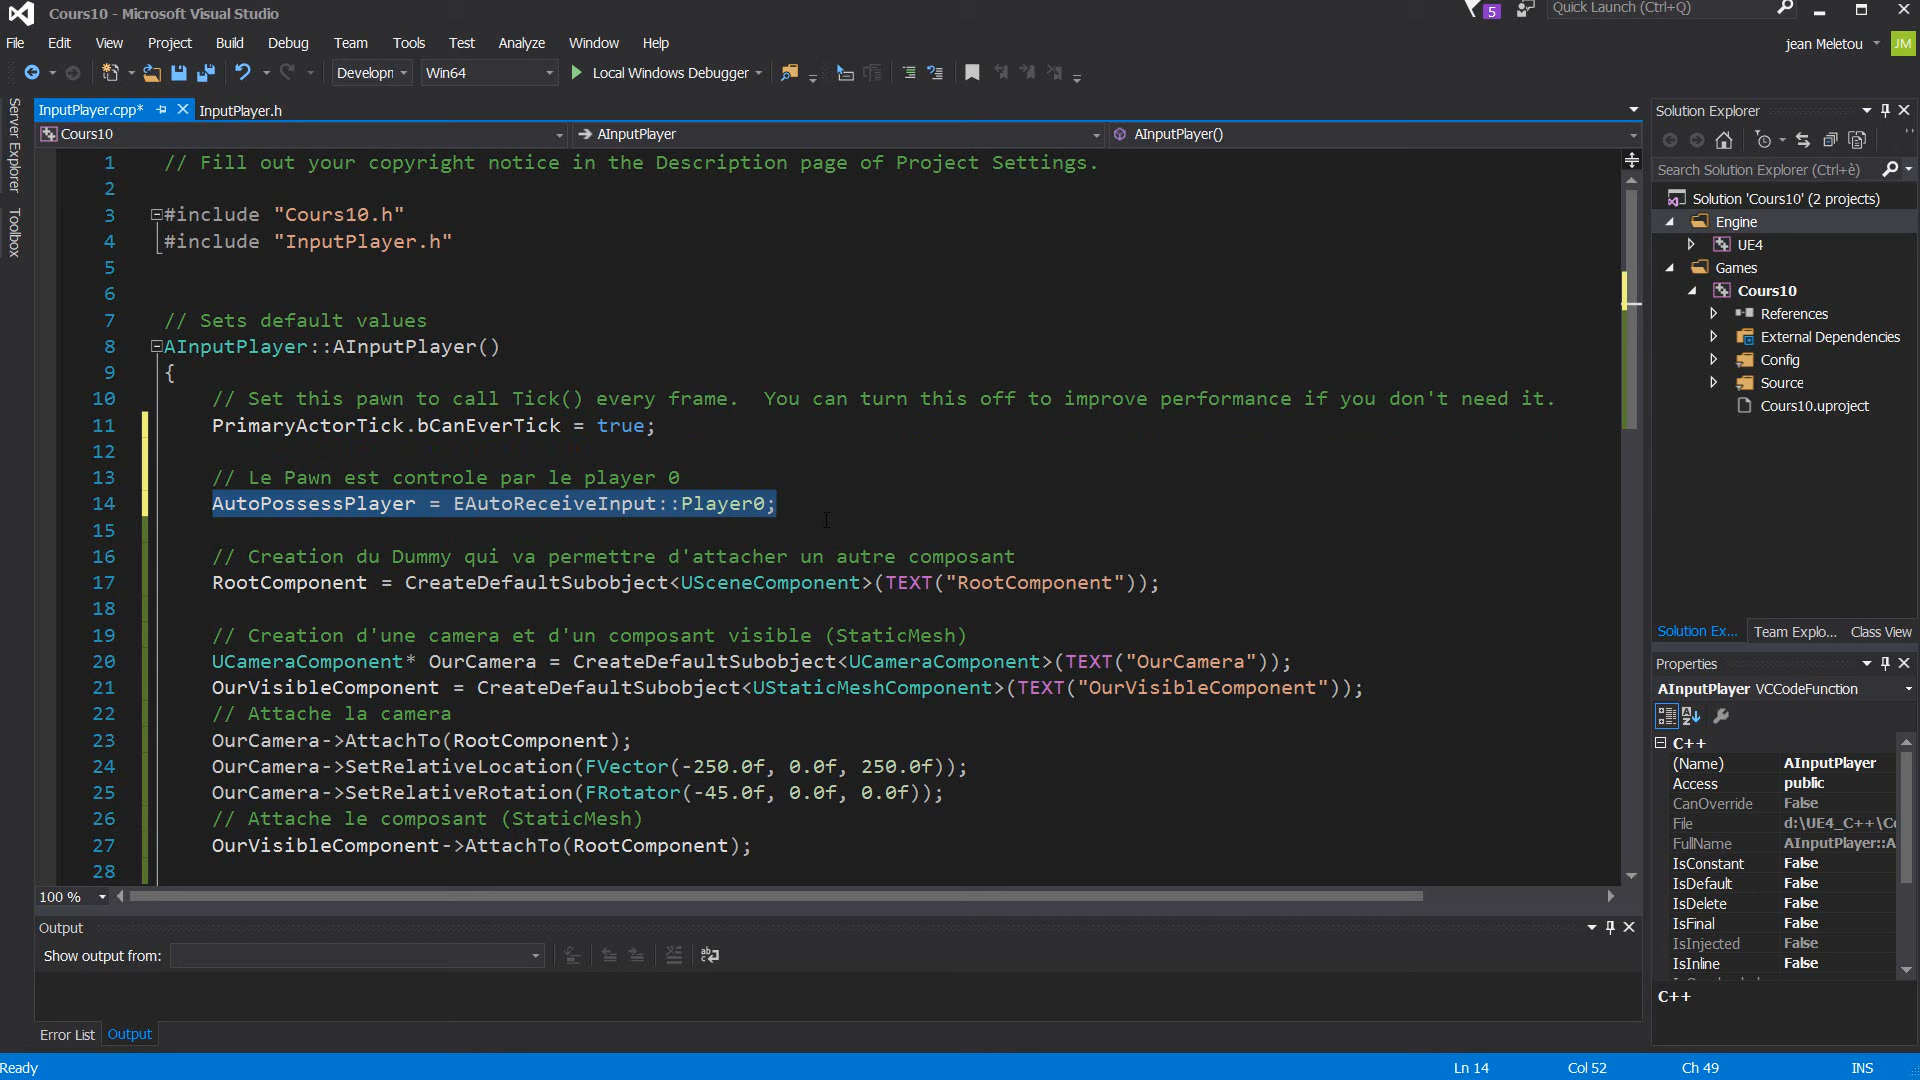 Cours10 - Microsoft Visual Studio
5
Quick Launch (Ctrl+Q)
File Edit View Project Build Debug Team Tools Test Analyze Window Help
jean Meletou
JM
Developn Win64 Local Windows Debugger
Server Explorer
Toolbox
InputPlayer.cpp* InputPlayer.h
Cours10 AInputPlayer AInputPlayer()
1 // Fill out your copyright notice in the Description page of Project Settings.
2
3 #include "Cours10.h"
4 #include "InputPlayer.h"
5
6
7 // Sets default values
8 AInputPlayer::AInputPlayer()
9 {
10 // Set this pawn to call Tick() every frame.  You can turn this off to improve performance if you don't need it.
11 PrimaryActorTick.bCanEverTick = true;
12
13 // Le Pawn est controle par le player 0
14 AutoPossessPlayer = EAutoReceiveInput::Player0;
15
16 // Creation du Dummy qui va permettre d'attacher un autre composant
17 RootComponent = CreateDefaultSubobject<USceneComponent>(TEXT("RootComponent"));
18
19 // Creation d'une camera et d'un composant visible (StaticMesh)
20 UCameraComponent* OurCamera = CreateDefaultSubobject<UCameraComponent>(TEXT("OurCamera"));
21 OurVisibleComponent = CreateDefaultSubobject<UStaticMeshComponent>(TEXT("OurVisibleComponent"));
22 // Attache la camera
23 OurCamera->AttachTo(RootComponent);
24 OurCamera->SetRelativeLocation(FVector(-250.0f, 0.0f, 250.0f));
25 OurCamera->SetRelativeRotation(FRotator(-45.0f, 0.0f, 0.0f));
26 // Attache le composant (StaticMesh)
27 OurVisibleComponent->AttachTo(RootComponent);
28
100 %
Output
Show output from:
Error List Output
Solution Explorer
Search Solution Explorer (Ctrl+è)
Solution 'Cours10' (2 projects)
Engine
UE4
Games
Cours10
References
External Dependencies
Config
Source
Cours10.uproject
Solution Ex... Team Explo... Class View
Properties
AInputPlayer VCCodeFunction
C++
(Name) AInputPlayer
Access public
CanOverride False
File d:\UE4_C++\Co
FullName AInputPlayer::A
IsConstant False
IsDefault False
IsDelete False
IsFinal False
IsInjected False
IsInline False
C++
Ready Ln 14 Col 52 Ch 49 INS